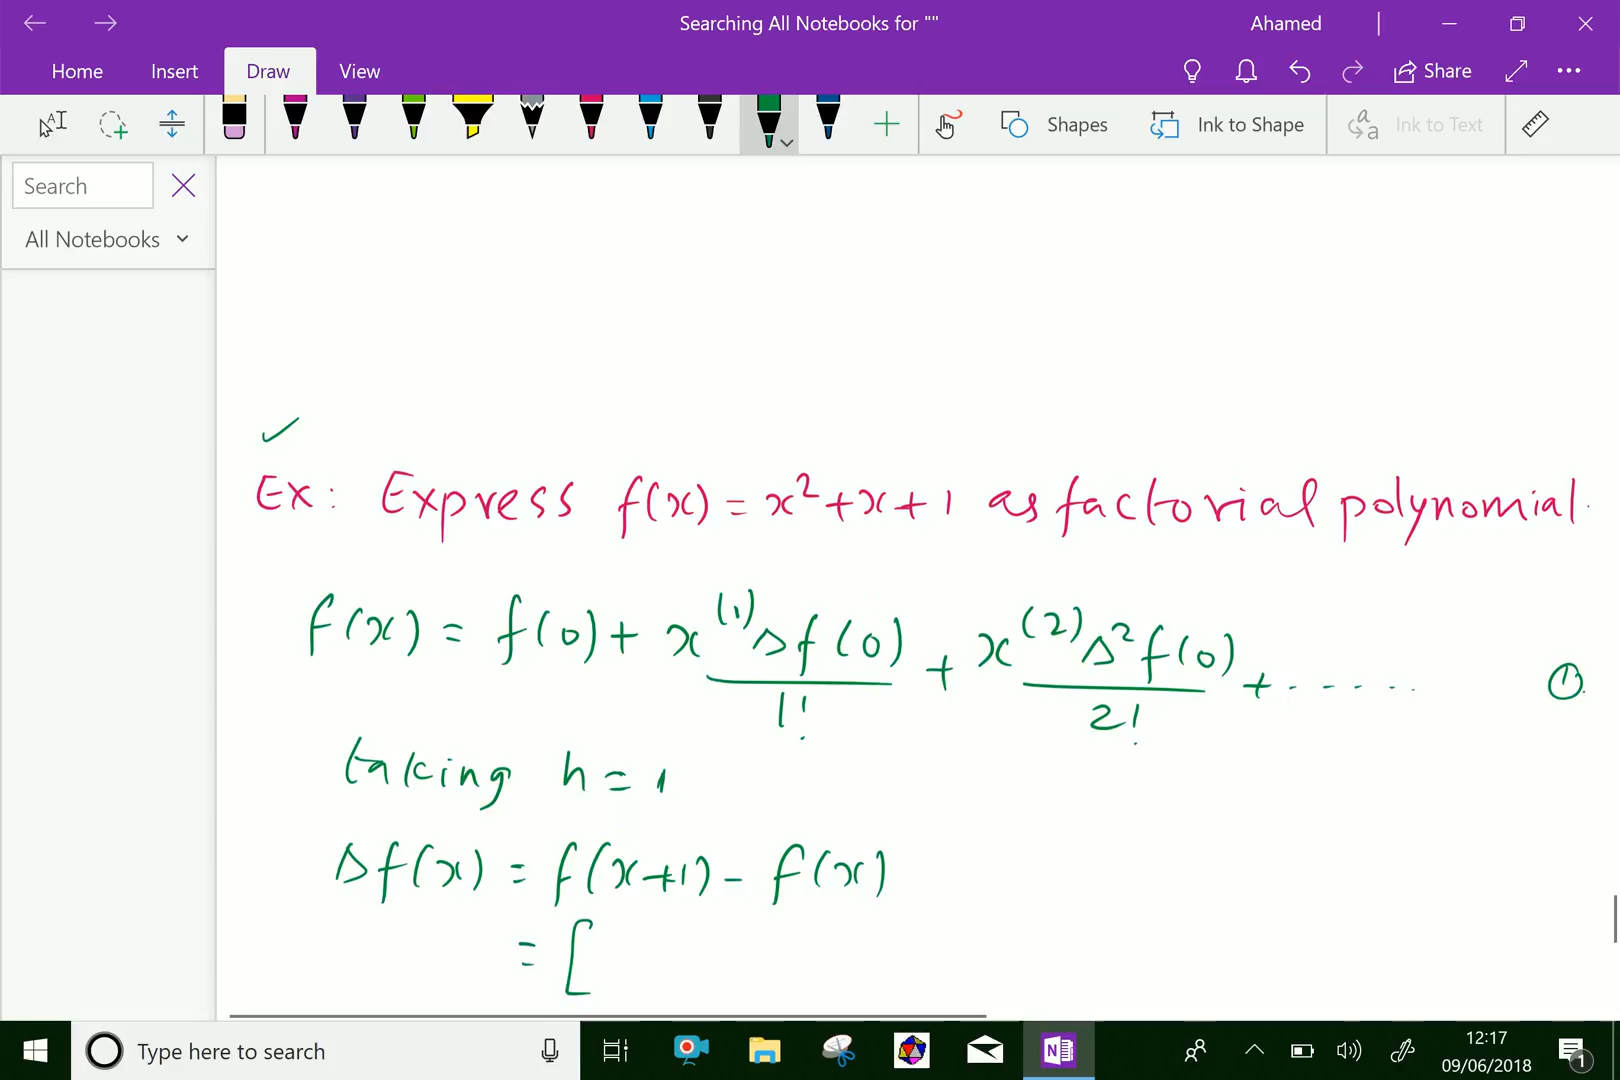 Searching All Notebooks for ""
Ahamed
Home Insert Draw View
Share
Shapes Ink to Shape Ink to Text
Search
All Notebooks
Ex: Express f(x) = x² + x + 1 as factorial polynomial.
f(x) = f(0) + x^(1) Δf(0)/1! + x^(2) Δ²f(0)/2! + ...... ①
taking h = 1
Δf(x) = f(x+1) - f(x)
= [
Type here to search
12:17
09/06/2018
1